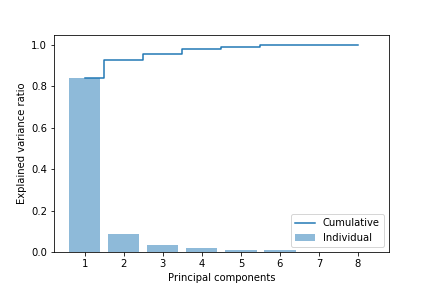 1.0
0.8
0.6
0.4
0.2
0.0
Explained variance ratio
Cumulative
Individual
1 2 3 4 5 6 7 8
Principal components